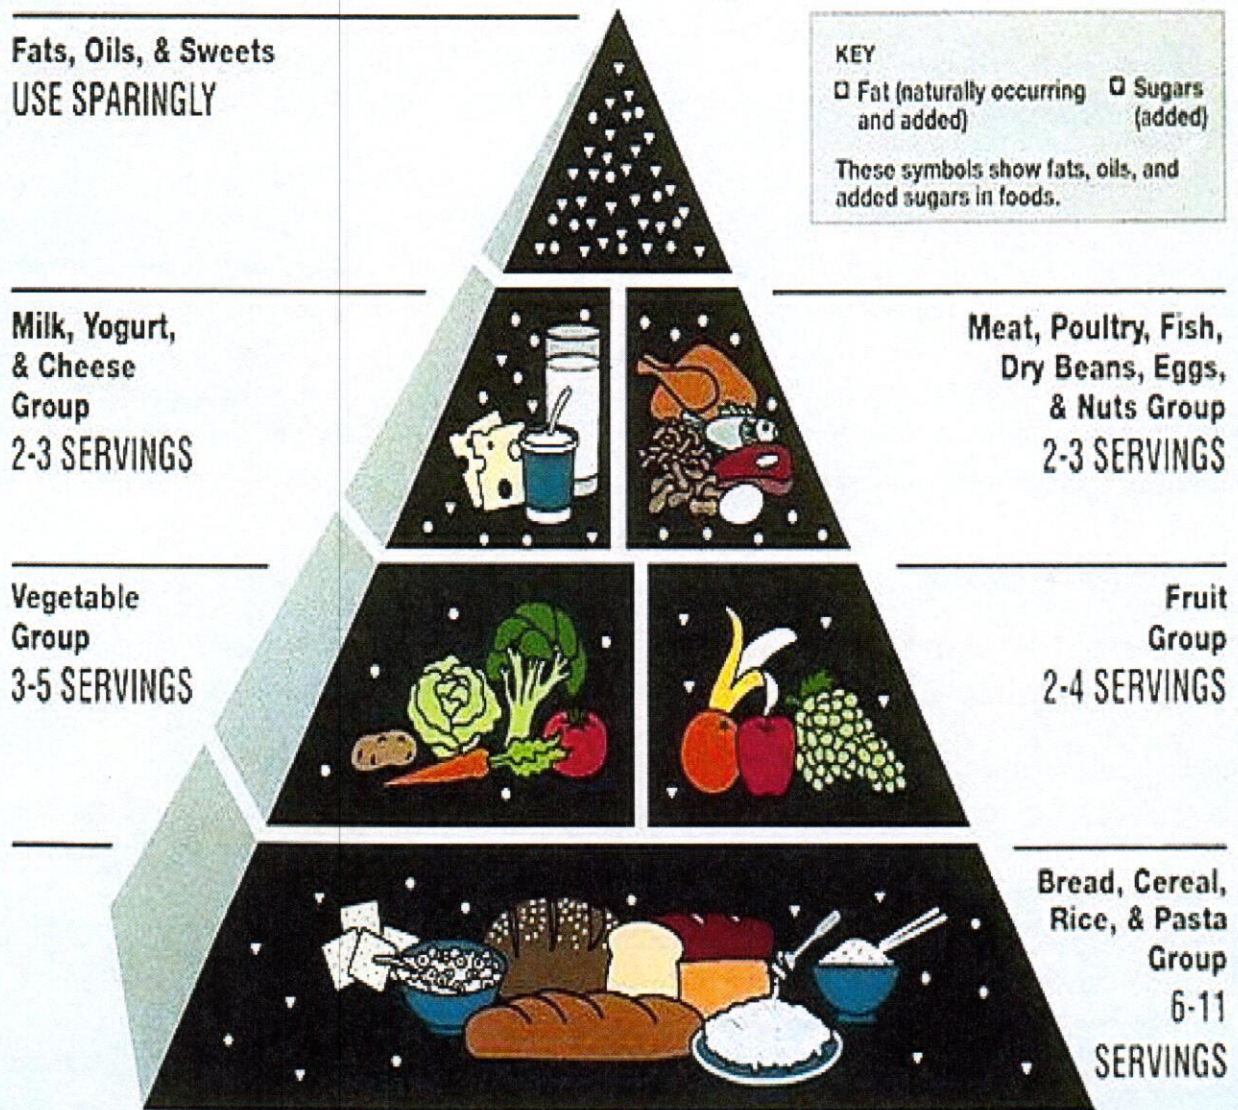 Fats, Oils, & Sweets
USE SPARINGLY
KEY
Fat (naturally occurring
and added)
Sugars
(added)
These symbols show fats, oils, and
added sugars in foods.
Milk, Yogurt,
& Cheese
Group
2-3 SERVINGS
Meat, Poultry, Fish,
Dry Beans, Eggs,
& Nuts Group
2-3 SERVINGS
Vegetable
Group
3-5 SERVINGS
Fruit
Group
2-4 SERVINGS
Bread, Cereal,
Rice, & Pasta
Group
6-11
SERVINGS